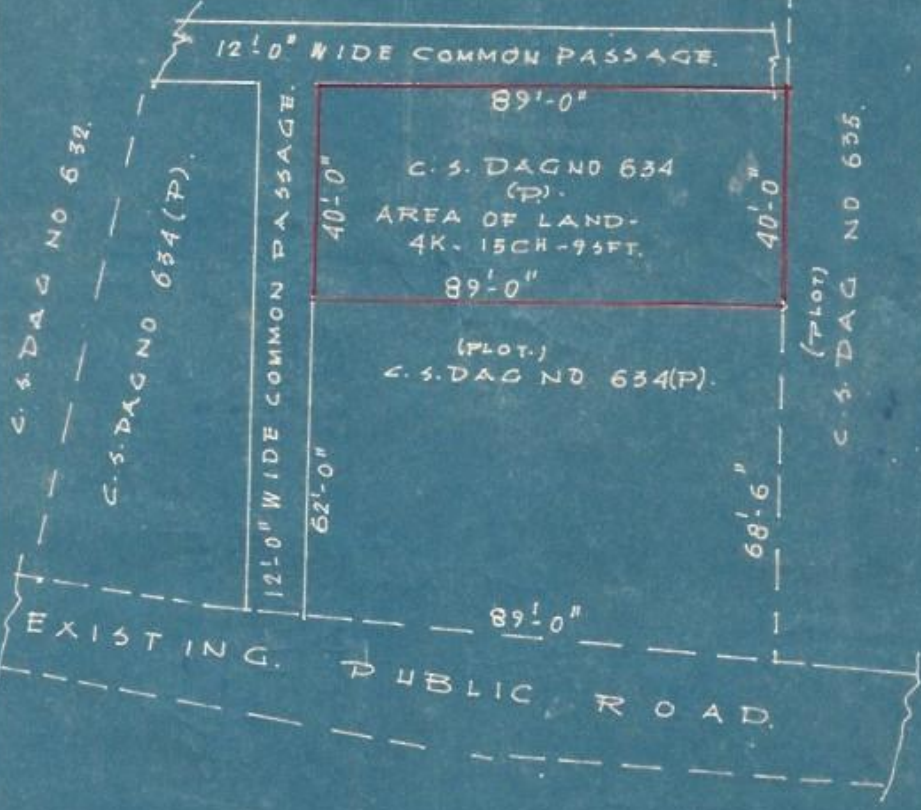 12'-0" WIDE COMMON PASSAGE.
89'-0"
C. S. DAG NO 632.
C. S. DAG NO 634(P).
12'-0" WIDE COMMON PASSAGE.
40'-0"
C. S. DAG NO 634
(P).
AREA OF LAND-
4K- 15CH-9SFT.
40'-0"
89'-0"
(PLOT)
C. S. DAG NO 635.
(PLOT.)
C. S. DAG NO 634(P).
62'-0"
68'-6"
89'-0"
EXISTING. PUBLIC ROAD.